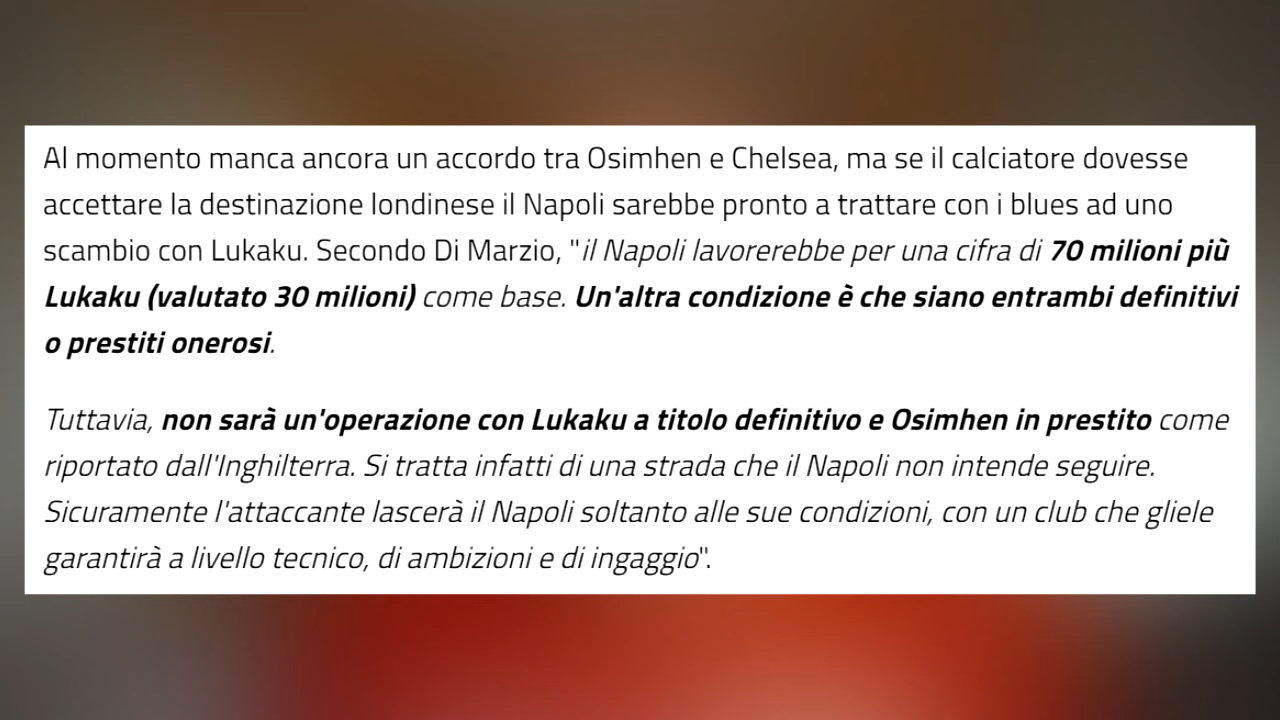 Al momento manca ancora un accordo tra Osimhen e Chelsea, ma se il calciatore dovesse
accettare la destinazione londinese il Napoli sarebbe pronto a trattare con i blues ad uno
scambio con Lukaku. Secondo Di Marzio, "il Napoli lavorerebbe per una cifra di 70 milioni più
Lukaku (valutato 30 milioni) come base. Un'altra condizione è che siano entrambi definitivi
o prestiti onerosi.
Tuttavia, non sarà un'operazione con Lukaku a titolo definitivo e Osimhen in prestito come
riportato dall'Inghilterra. Si tratta infatti di una strada che il Napoli non intende seguire.
Sicuramente l'attaccante lascerà il Napoli soltanto alle sue condizioni, con un club che gliele
garantirà a livello tecnico, di ambizioni e di ingaggio".